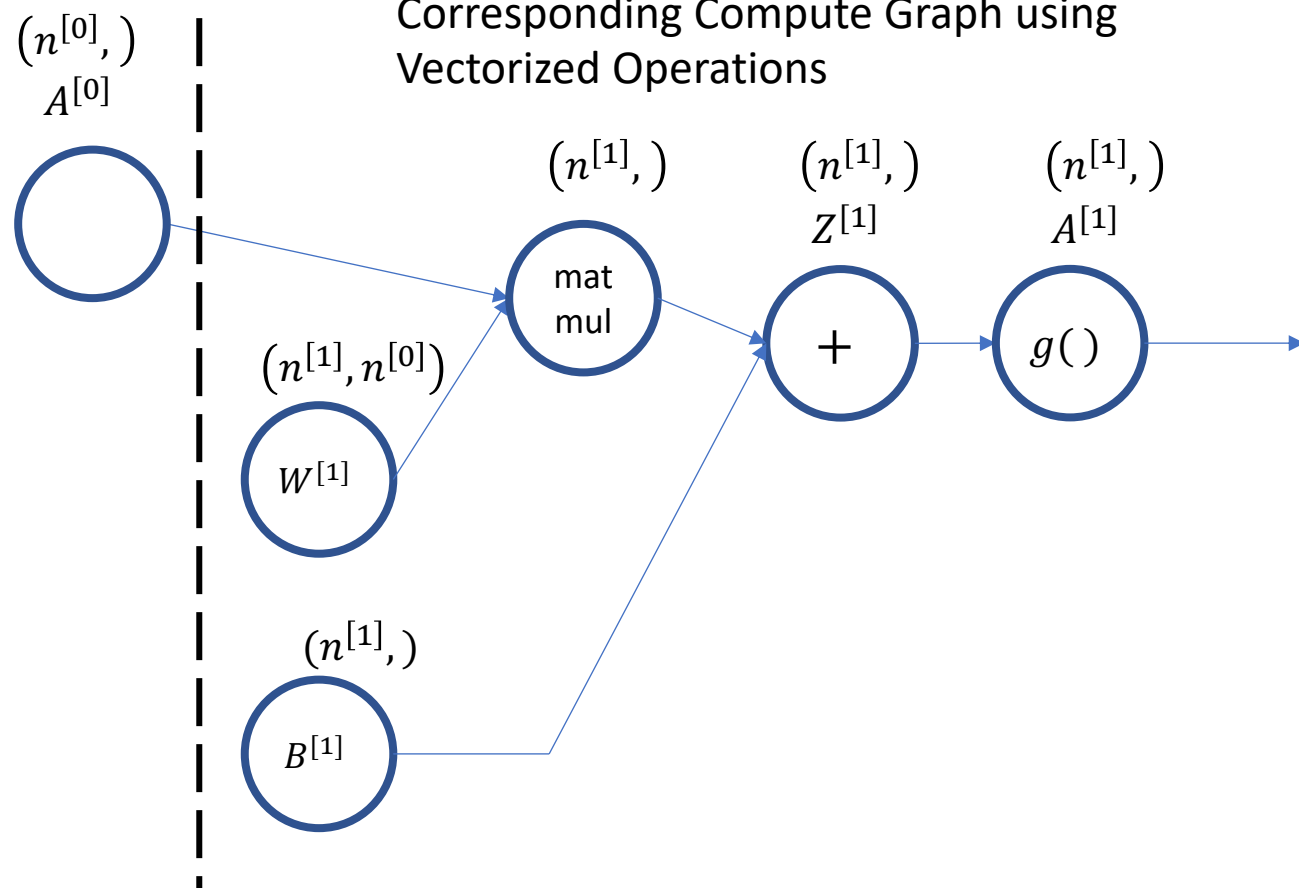 Corresponding Compute Graph using
Vectorized Operations
(n^[0], )
A^[0]
(n^[1], )
mat
mul
(n^[1], )
Z^[1]
+
(n^[1], )
A^[1]
g( )
(n^[1], n^[0])
W^[1]
(n^[1], )
B^[1]